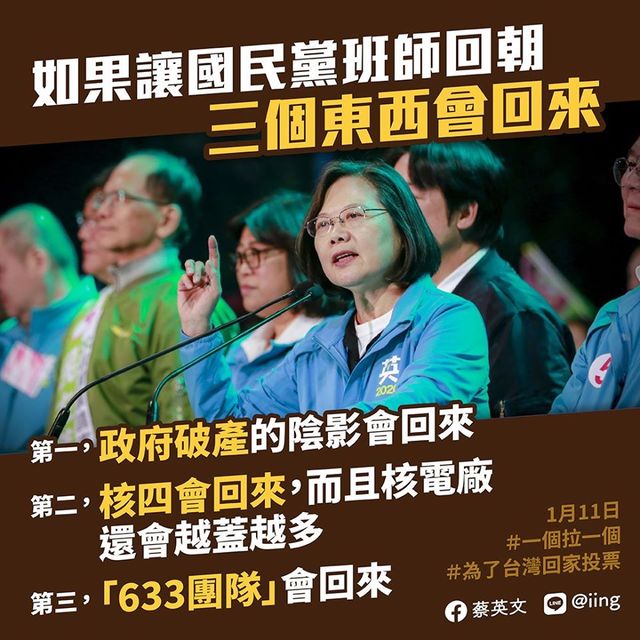 如果讓國民黨班師回朝
三個東西會回來
英
2020
3
第一，政府破產的陰影會回來
第二，核四會回來，而且核電廠
還會越蓋越多
第三，「633團隊」會回來
1月11日
#一個拉一個
#為了台灣回家投票
蔡英文 LINE @iing